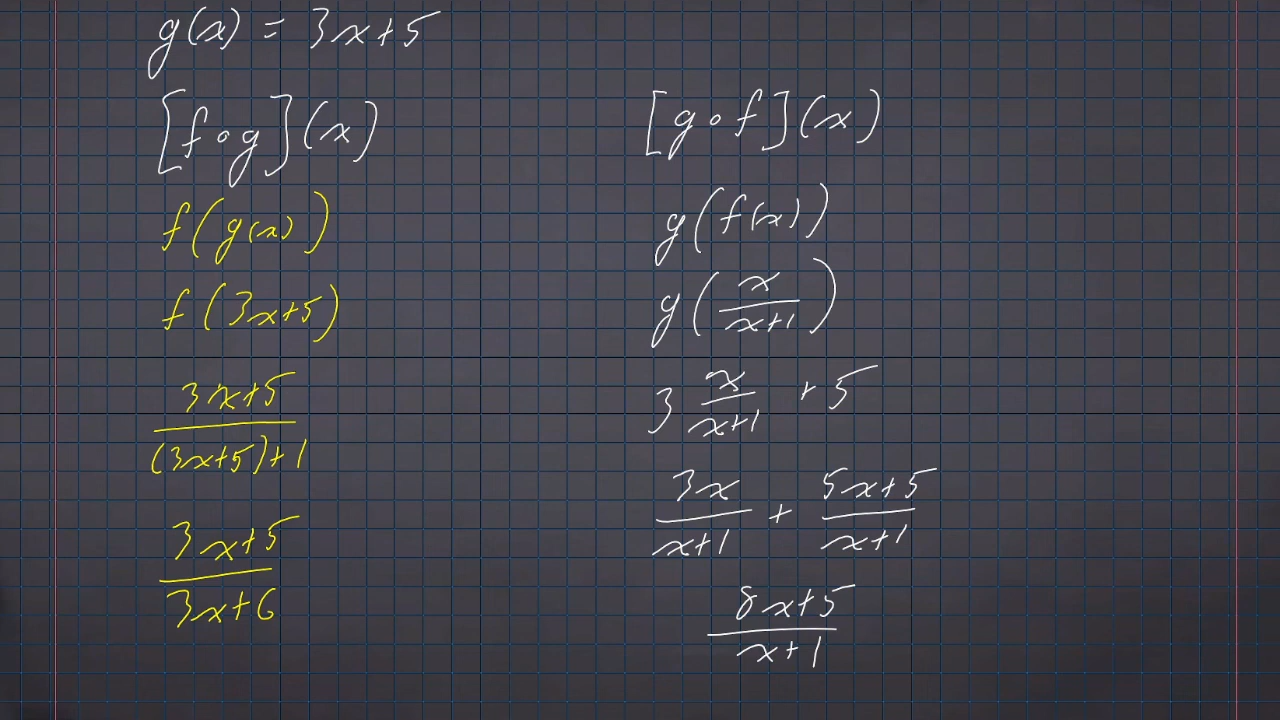 g(x) = 3x+5
[f∘g](x)
f(g(x))
f(3x+5)
3x+5
(3x+5)+1
3x+5
3x+6
[g∘f](x)
g(f(x))
g(x/(x+1))
3 x/(x+1) + 5
3x/(x+1) + (5x+5)/(x+1)
8x+5
x+1